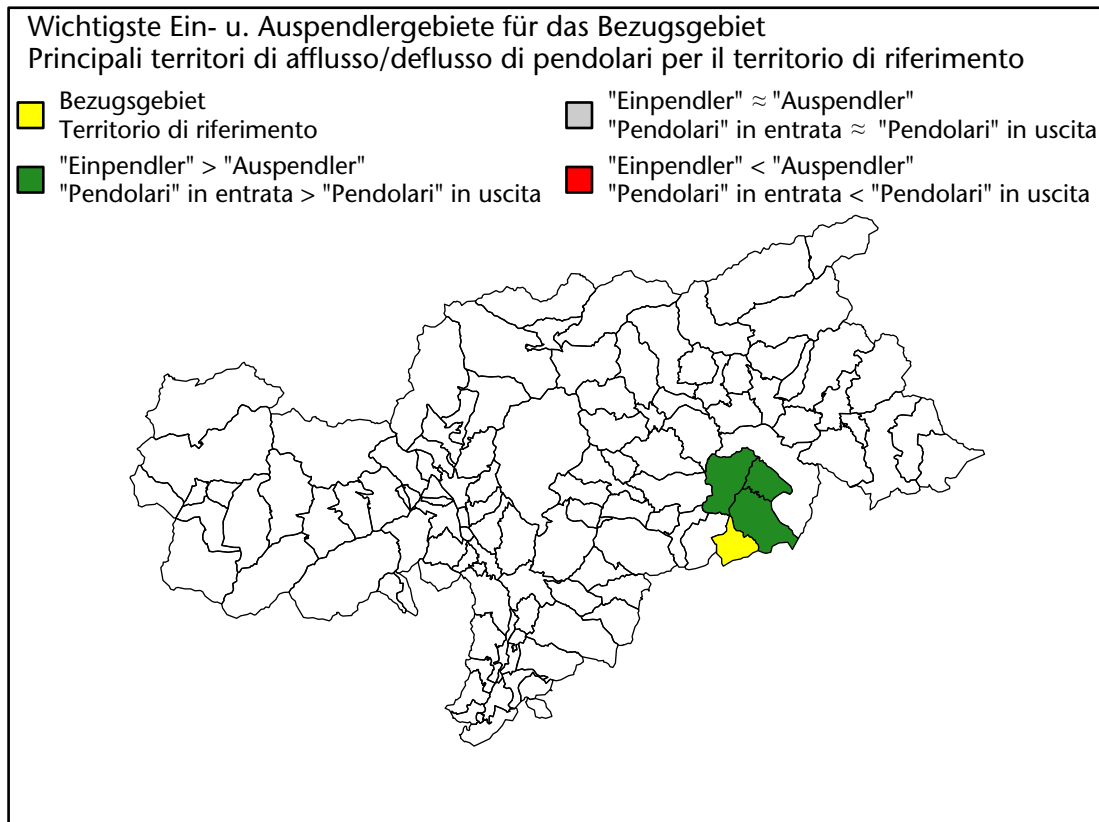 Wichtigste Ein- u. Auspendlergebiete für das Bezugsgebiet
Principali territori di afflusso/deflusso di pendolari per il territorio di riferimento
Bezugsgebiet
Territorio di riferimento
"Einpendler" > "Auspendler"
"Pendolari" in entrata > "Pendolari" in uscita
"Einpendler" ≈ "Auspendler"
"Pendolari" in entrata ≈ "Pendolari" in uscita
"Einpendler" < "Auspendler"
"Pendolari" in entrata < "Pendolari" in uscita